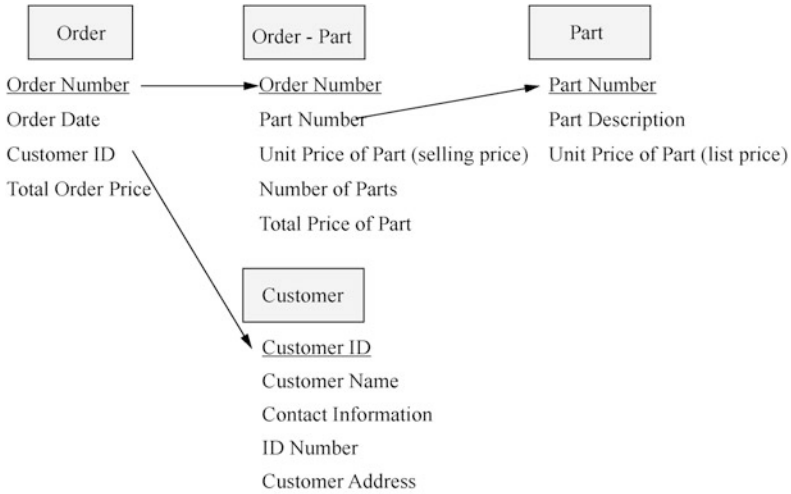 Order
Order Number
Order Date
Customer ID
Total Order Price
Order - Part
Order Number
Part Number
Unit Price of Part (selling price)
Number of Parts
Total Price of Part
Part
Part Number
Part Description
Unit Price of Part (list price)
Customer
Customer ID
Customer Name
Contact Information
ID Number
Customer Address